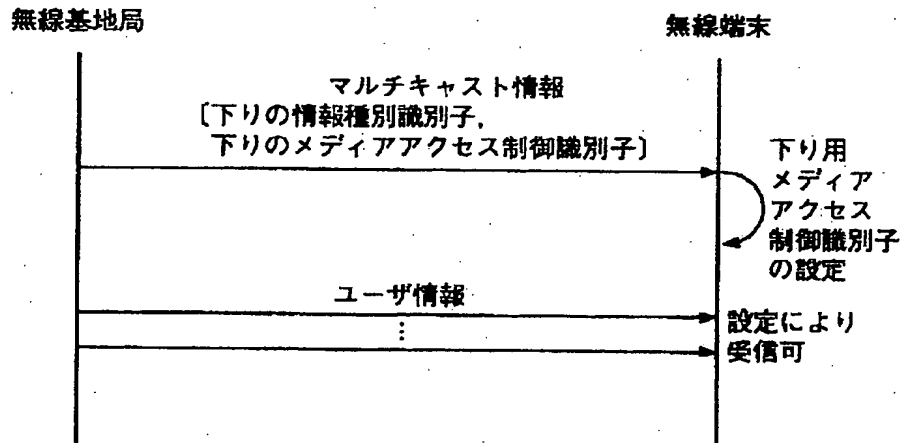 無線基地局
無線端末
マルチキャスト情報
〔下りの情報種別識別子,
下りのメディアアクセス制御識別子〕
下り用
メディア
アクセス
制御識別子
の設定
ユーザ情報
⋮
設定により
受信可